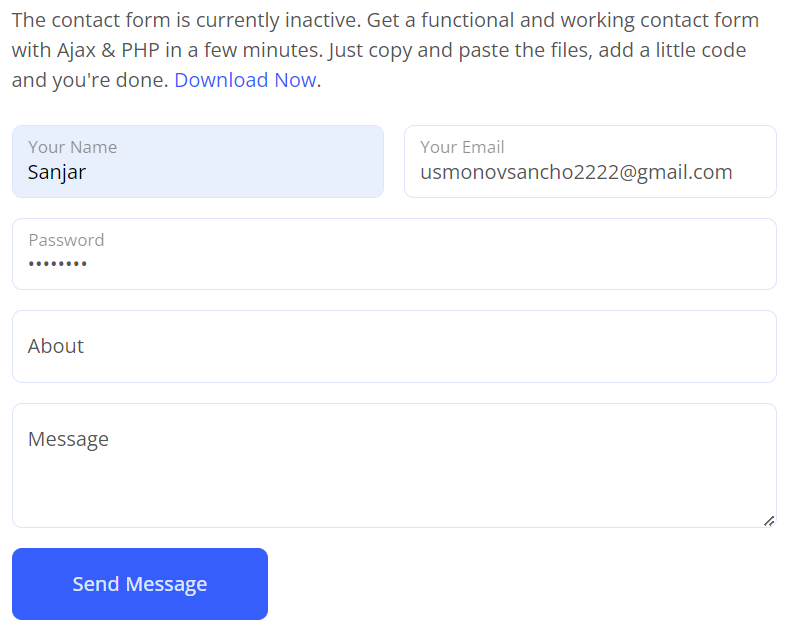 The contact form is currently inactive. Get a functional and working contact form
with Ajax & PHP in a few minutes. Just copy and paste the files, add a little code
and you're done. Download Now.
Your Name
Sanjar
Your Email
usmonovsancho2222@gmail.com
Password
••••••••
About
Message
Send Message